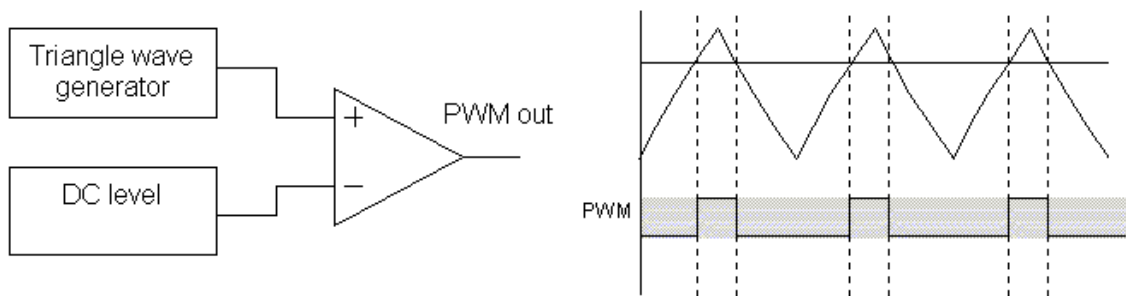 Triangle wave
generator
DC level
+
−
PWM out
PWM